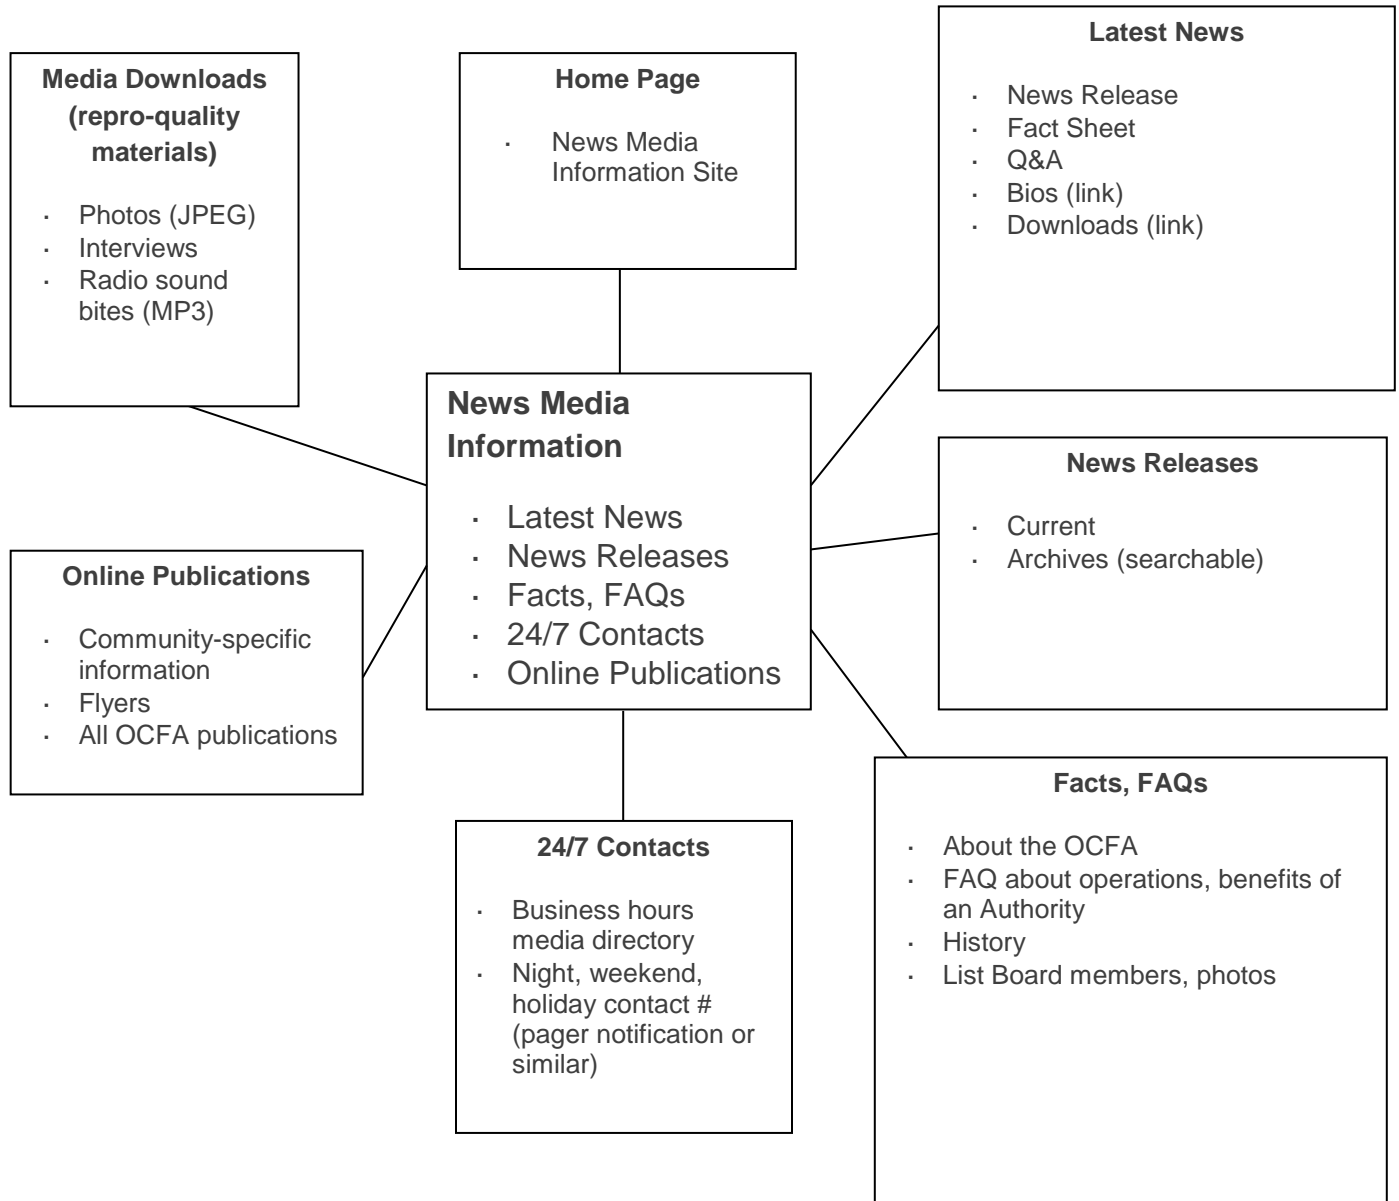 Media Downloads
(repro-quality
materials)
· Photos (JPEG)
· Interviews
· Radio sound
bites (MP3)
Home Page
· News Media
Information Site
Latest News
· News Release
· Fact Sheet
· Q&A
· Bios (link)
· Downloads (link)
News Media
Information
· Latest News
· News Releases
· Facts, FAQs
· 24/7 Contacts
· Online Publications
News Releases
· Current
· Archives (searchable)
Online Publications
· Community-specific
information
· Flyers
· All OCFA publications
24/7 Contacts
· Business hours
media directory
· Night, weekend,
holiday contact #
(pager notification or
similar)
Facts, FAQs
· About the OCFA
· FAQ about operations, benefits of
an Authority
· History
· List Board members, photos